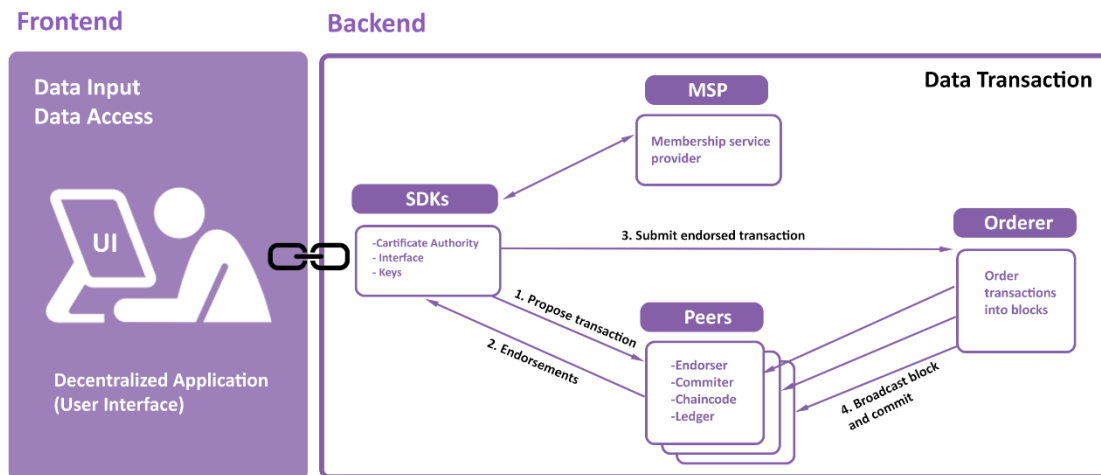 Frontend
Backend
Data Input
Data Access
UI
Decentralized Application
(User Interface)
Data Transaction
MSP
Membership service
provider
SDKs
-Cartificate Authority
- Interface
- Keys
3. Submit endorsed transaction
Orderer
Order
transactions
into blocks
1. Propose transaction
2. Endorsements
Peers
-Endorser
-Commiter
-Chaincode
-Ledger
4. Broadcast block
and commit